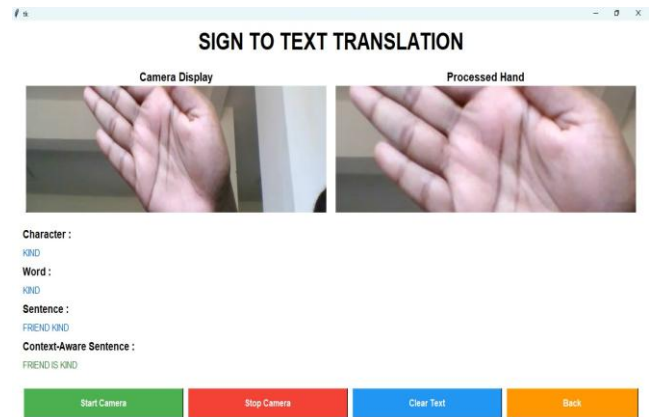 tk
SIGN TO TEXT TRANSLATION
Camera Display
Processed Hand
Character :
KIND
Word :
KIND
Sentence :
FRIEND KIND
Context-Aware Sentence :
FRIEND IS KIND
Start Camera
Stop Camera
Clear Text
Back